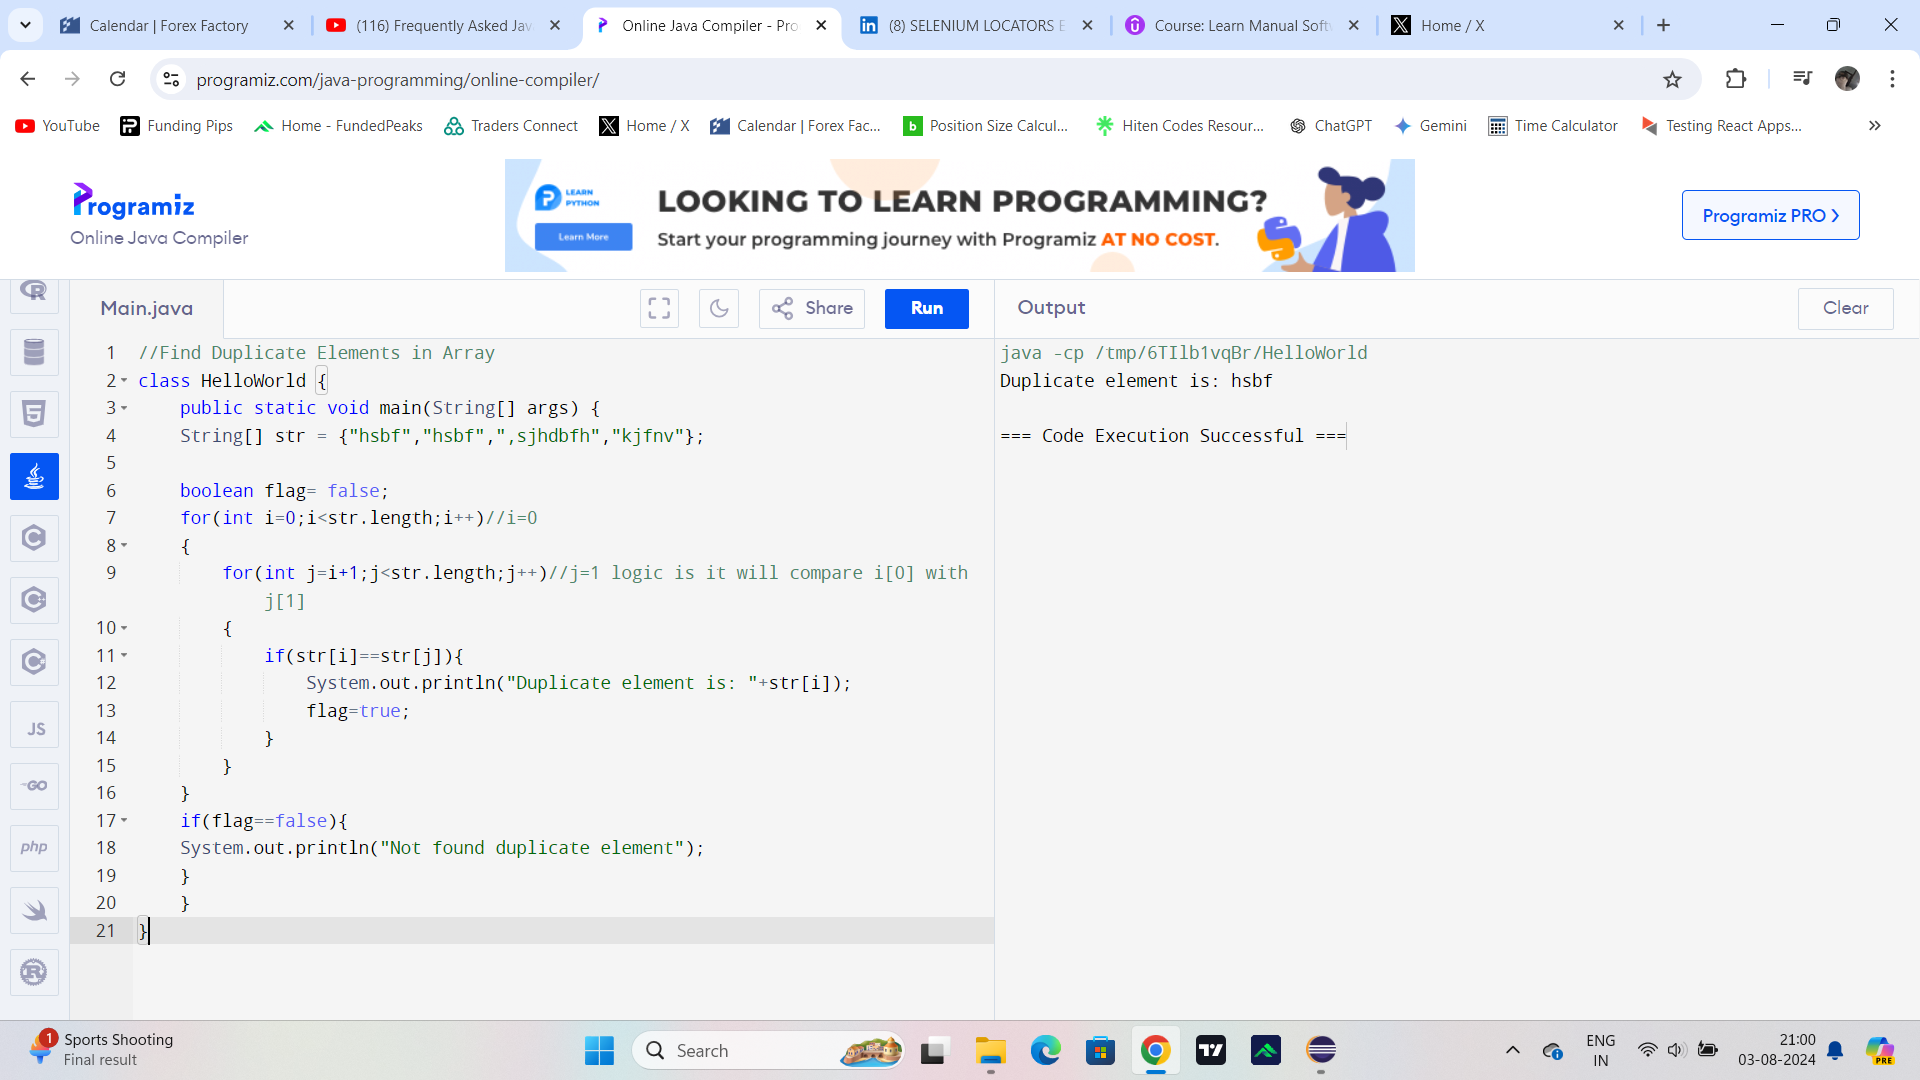 Calendar | Forex Factory
(116) Frequently Asked Jav
Online Java Compiler - Pro
(8) SELENIUM LOCATORS E
Course: Learn Manual Softw
Home / X
programiz.com/java-programming/online-compiler/
YouTube
Funding Pips
Home - FundedPeaks
Traders Connect
Home / X
Calendar | Forex Fac...
Position Size Calcul...
Hiten Codes Resour...
ChatGPT
Gemini
Time Calculator
Testing React Apps...
Programiz
Online Java Compiler
LEARN
PYTHON
Learn More
LOOKING TO LEARN PROGRAMMING?
Start your programming journey with Programiz AT NO COST.
Programiz PRO
Main.java
Share
Run
Output
Clear
1 //Find Duplicate Elements in Array
2 class HelloWorld {
3 public static void main(String[] args) {
4 String[] str = {"hsbf","hsbf",",sjhdbfh","kjfnv"};
5
6 boolean flag= false;
7 for(int i=0;i<str.length;i++)//i=0
8 {
9 for(int j=i+1;j<str.length;j++)//j=1 logic is it will compare i[0] with
j[1]
10 {
11 if(str[i]==str[j]){
12 System.out.println("Duplicate element is: "+str[i]);
13 flag=true;
14 }
15 }
16 }
17 if(flag==false){
18 System.out.println("Not found duplicate element");
19 }
20 }
21 }
java -cp /tmp/6TIlb1vqBr/HelloWorld
Duplicate element is: hsbf
=== Code Execution Successful ===
JS
GO
php
1
Sports Shooting
Final result
Search
ENG
IN
21:00
03-08-2024
PRE